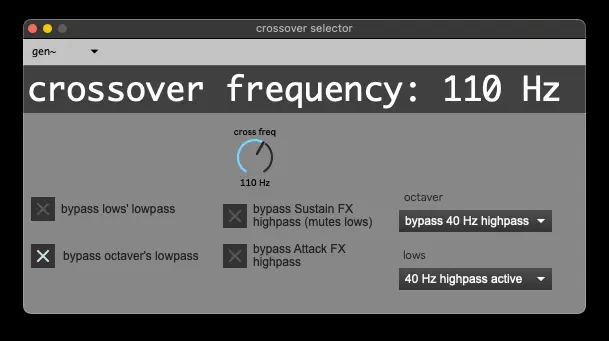 crossover selector
gen~
crossover frequency: 110 Hz
cross freq
110 Hz
bypass lows' lowpass
bypass octaver's lowpass
bypass Sustain FX
highpass (mutes lows)
bypass Attack FX
highpass
octaver
bypass 40 Hz highpass
lows
40 Hz highpass active